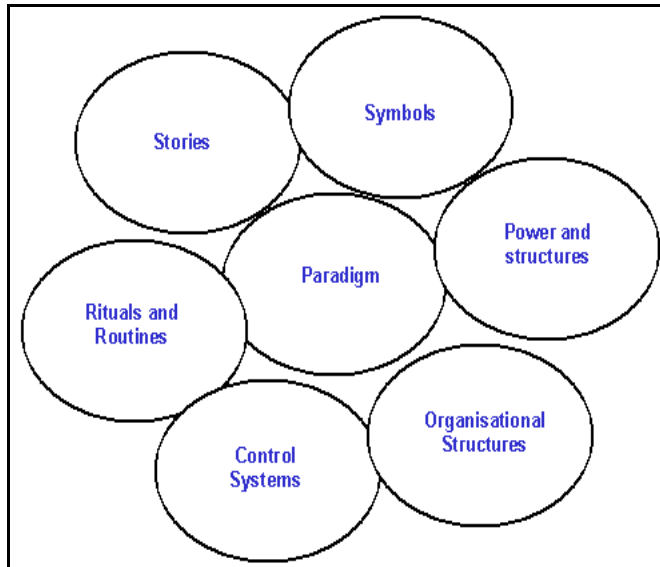 Symbols
Stories
Power and
structures
Paradigm
Rituals and
Routines
Organisational
Structures
Control
Systems